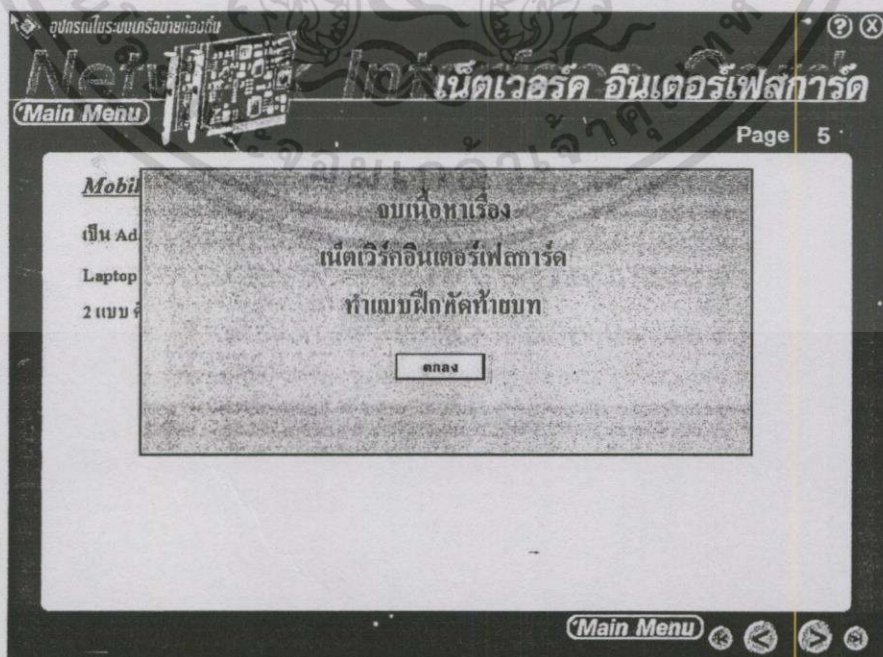 อุปกรณ์ในระบบเครือข่ายท้องถิ่น
เน็ตเวอร์ค อินเตอร์เฟสการ์ด
Main Menu
Page 5
Mobil
เป็น Ad
Laptop
2 แบบ
จบเนื้อหาเรื่อง
เน็ตเวิร์คอินเตอร์เฟสการ์ด
ทำแบบฝึกหัดท้ายบท
ตกลง
Main Menu